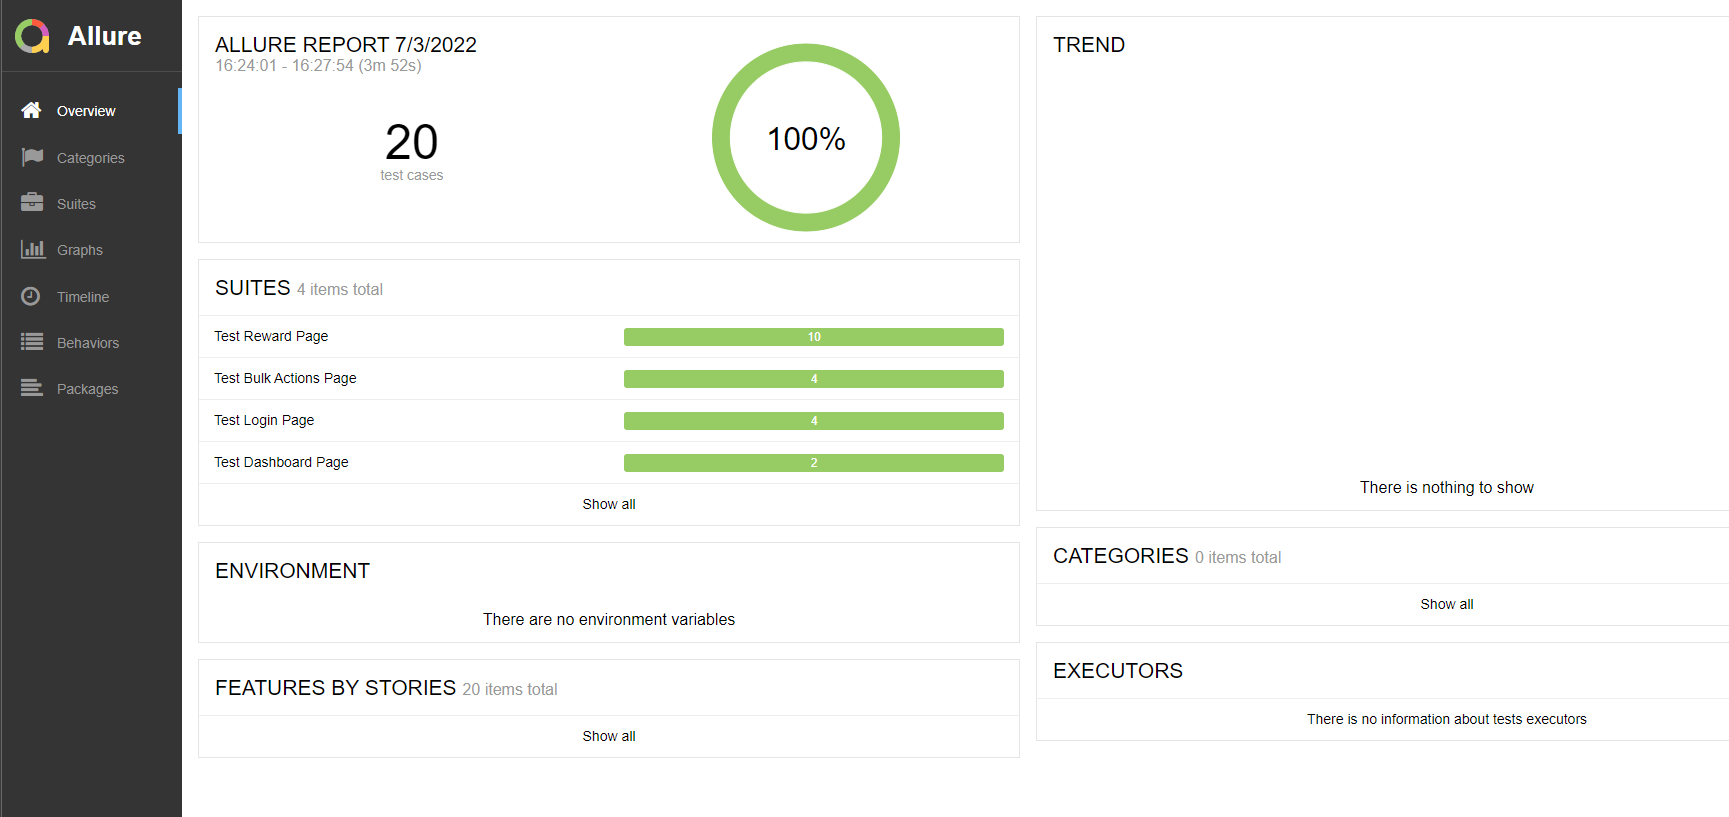 Allure
Overview
Categories
Suites
Graphs
Timeline
Behaviors
Packages
ALLURE REPORT 7/3/2022
16:24:01 - 16:27:54 (3m 52s)
20
test cases
100%
SUITES 4 items total
Test Reward Page 10
Test Bulk Actions Page 4
Test Login Page 4
Test Dashboard Page 2
Show all
ENVIRONMENT
There are no environment variables
FEATURES BY STORIES 20 items total
Show all
TREND
There is nothing to show
CATEGORIES 0 items total
Show all
EXECUTORS
There is no information about tests executors